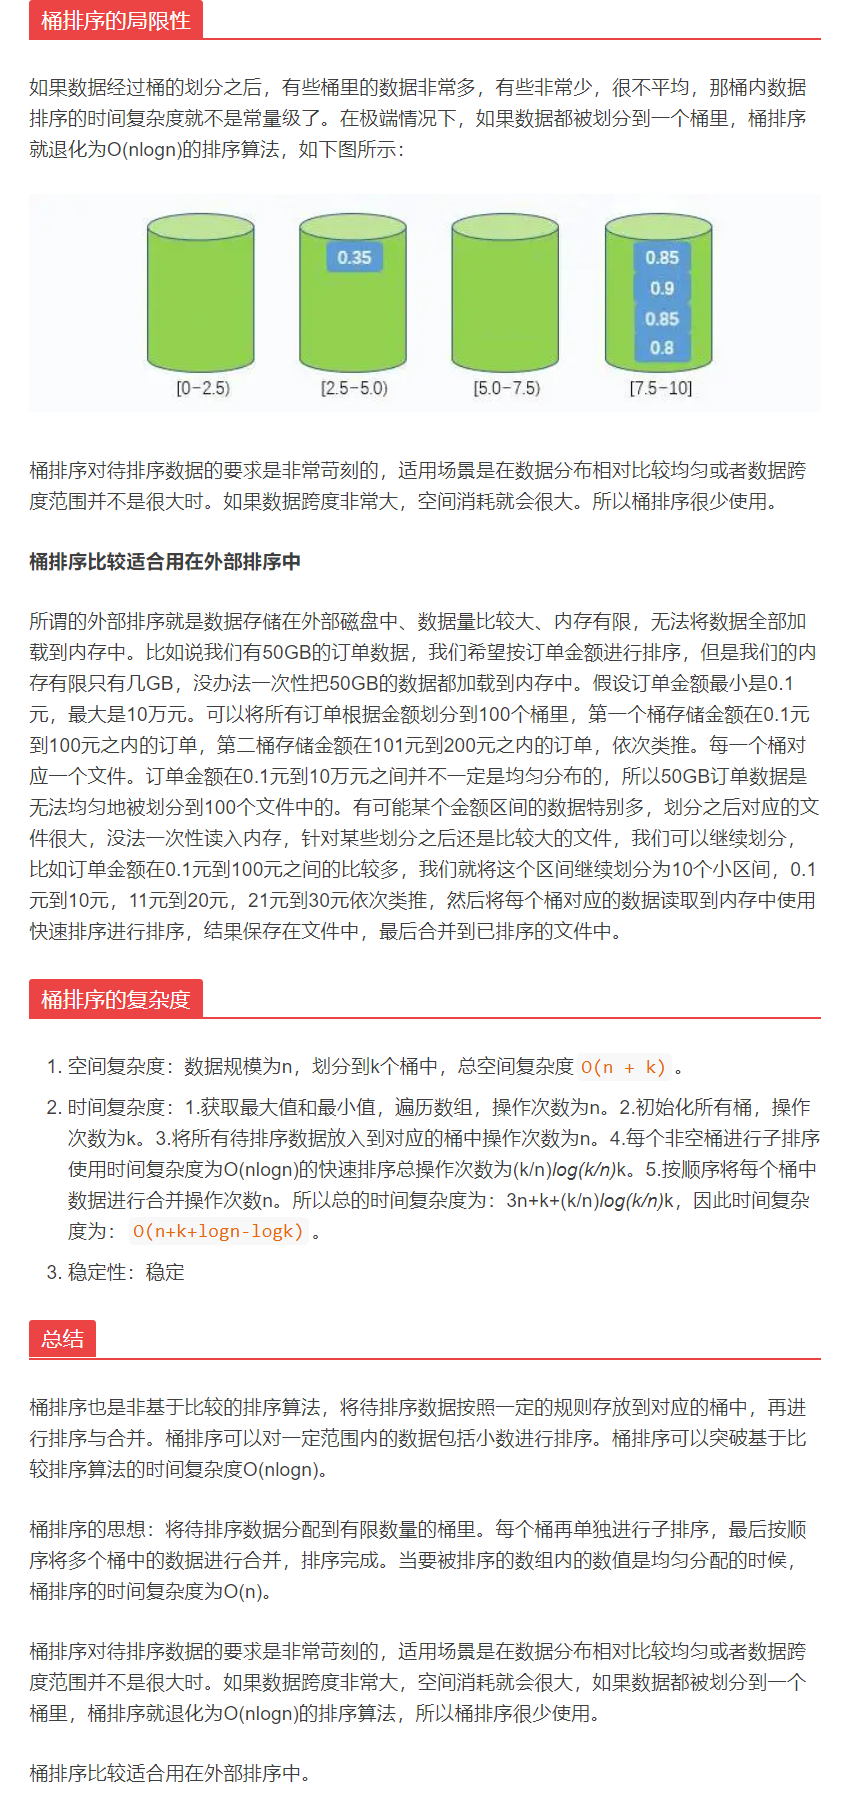 桶排序的局限性
如果数据经过桶的划分之后，有些桶里的数据非常多，有些非常少，很不平均，那桶内数据
排序的时间复杂度就不是常量级了。在极端情况下，如果数据都被划分到一个桶里，桶排序
就退化为O(nlogn)的排序算法，如下图所示：
0.35
0.85
0.9
0.85
0.8
[0-2.5)
[2.5-5.0)
[5.0-7.5)
[7.5-10]
桶排序对待排序数据的要求是非常苛刻的，适用场景是在数据分布相对比较均匀或者数据跨
度范围并不是很大时。如果数据跨度非常大，空间消耗就会很大。所以桶排序很少使用。
桶排序比较适合用在外部排序中
所谓的外部排序就是数据存储在外部磁盘中、数据量比较大、内存有限，无法将数据全部加
载到内存中。比如说我们有50GB的订单数据，我们希望按订单金额进行排序，但是我们的内
存有限只有几GB，没办法一次性把50GB的数据都加载到内存中。假设订单金额最小是0.1
元，最大是10万元。可以将所有订单根据金额划分到100个桶里，第一个桶存储金额在0.1元
到100元之内的订单，第二桶存储金额在101元到200元之内的订单，依次类推。每一个桶对
应一个文件。订单金额在0.1元到10万元之间并不一定是均匀分布的，所以50GB订单数据是
无法均匀地被划分到100个文件中的。有可能某个金额区间的数据特别多，划分之后对应的文
件很大，没法一次性读入内存，针对某些划分之后还是比较大的文件，我们可以继续划分，
比如订单金额在0.1元到100元之间的比较多，我们就将这个区间继续划分为10个小区间，0.1
元到10元，11元到20元，21元到30元依次类推，然后将每个桶对应的数据读取到内存中使用
快速排序进行排序，结果保存在文件中，最后合并到已排序的文件中。
桶排序的复杂度
1. 空间复杂度：数据规模为n，划分到k个桶中，总空间复杂度 O(n + k) 。
2. 时间复杂度：1.获取最大值和最小值，遍历数组，操作次数为n。2.初始化所有桶，操作
次数为k。3.将所有待排序数据放入到对应的桶中操作次数为n。4.每个非空桶进行子排序
使用时间复杂度为O(nlogn)的快速排序总操作次数为(k/n)log(k/n)k。5.按顺序将每个桶中
数据进行合并操作次数n。所以总的时间复杂度为：3n+k+(k/n)log(k/n)k，因此时间复杂
度为： O(n+k+logn-logk) 。
3. 稳定性：稳定
总结
桶排序也是非基于比较的排序算法，将待排序数据按照一定的规则存放到对应的桶中，再进
行排序与合并。桶排序可以对一定范围内的数据包括小数进行排序。桶排序可以突破基于比
较排序算法的时间复杂度O(nlogn)。
桶排序的思想：将待排序数据分配到有限数量的桶里。每个桶再单独进行子排序，最后按顺
序将多个桶中的数据进行合并，排序完成。当要被排序的数组内的数值是均匀分配的时候，
桶排序的时间复杂度为O(n)。
桶排序对待排序数据的要求是非常苛刻的，适用场景是在数据分布相对比较均匀或者数据跨
度范围并不是很大时。如果数据跨度非常大，空间消耗就会很大，如果数据都被划分到一个
桶里，桶排序就退化为O(nlogn)的排序算法，所以桶排序很少使用。
桶排序比较适合用在外部排序中。